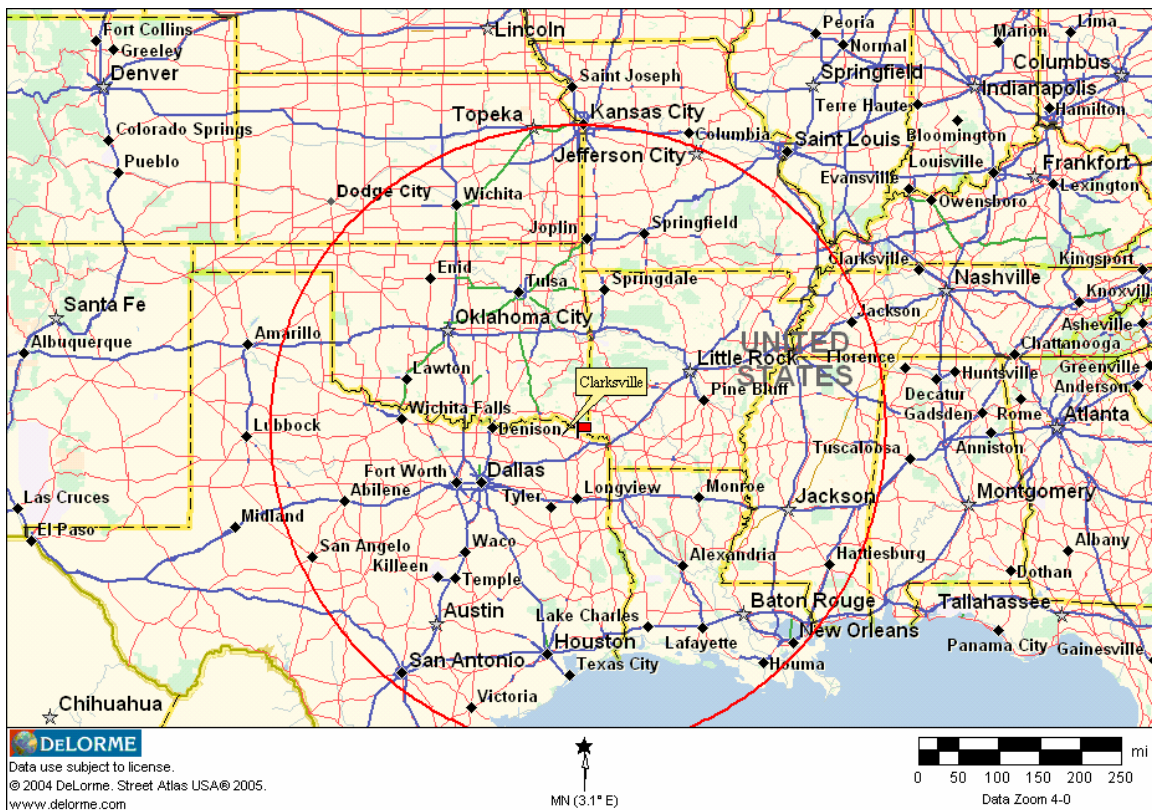 Fort Collins
Greeley
Denver
Colorado Springs
Pueblo
Lincoln
Saint Joseph
Topeka
Kansas City
Columbia
Jefferson City
Saint Louis
Peoria
Normal
Springfield
Terre Haute
Marion
Lima
Columbus
Indianapolis
Hamilton
Bloomington
Louisville
Frankfort
Evansville
Lexington
Owensboro
Dodge City
Wichita
Joplin
Springfield
Clarksville
Nashville
Kingsport
Knoxvill
Enid
Tulsa
Springdale
Santa Fe
Albuquerque
Amarillo
Oklahoma City
Jackson
Asheville
UNITED
STATES
Little Rock
Florence
Chattanooga
Huntsville
Greenville
Lawton
Clarksville
Pine Bluff
Decatur
Anderson
Gadsden
Rome
Atlanta
Wichita Falls
Lubbock
Denison
Tuscaloosa
Anniston
Fort Worth
Dallas
Las Cruces
Abilene
Tyler
Longview
Monroe
Jackson
Montgomery
El Paso
Midland
San Angelo
Waco
Killeen
Temple
Alexandria
Hattiesburg
Albany
Dothan
Austin
Lake Charles
Baton Rouge
Tallahassee
Houston
Lafayette
New Orleans
Panama City
Gainesville
San Antonio
Texas City
Houma
Victoria
Chihuahua
DELORME
Data use subject to license.
© 2004 DeLorme. Street Atlas USA® 2005.
www.delorme.com
MN (3.1° E)
mi
0 50 100 150 200 250
Data Zoom 4-0